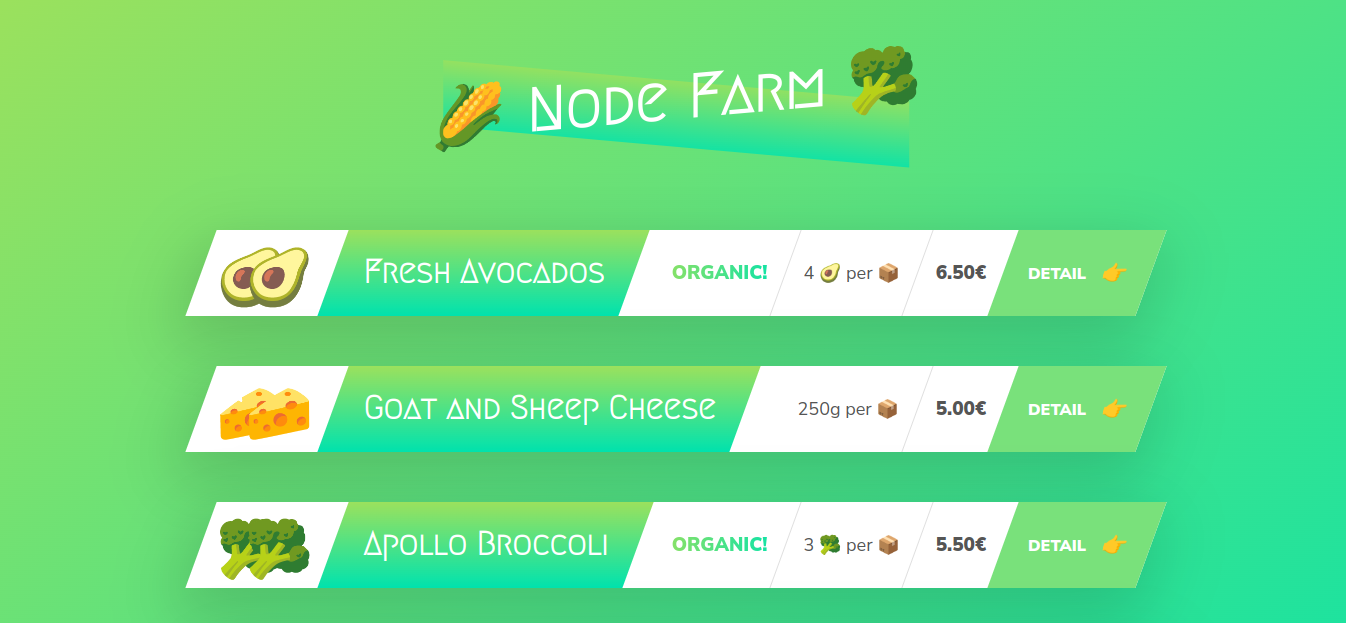 🌽 Node Farm 🥦
Fresh Avocados ORGANIC! 4 🥑 per 📦 6.50€ DETAIL 👉
Goat and Sheep Cheese 250g per 📦 5.00€ DETAIL 👉
Apollo Broccoli ORGANIC! 3 🥦 per 📦 5.50€ DETAIL 👉